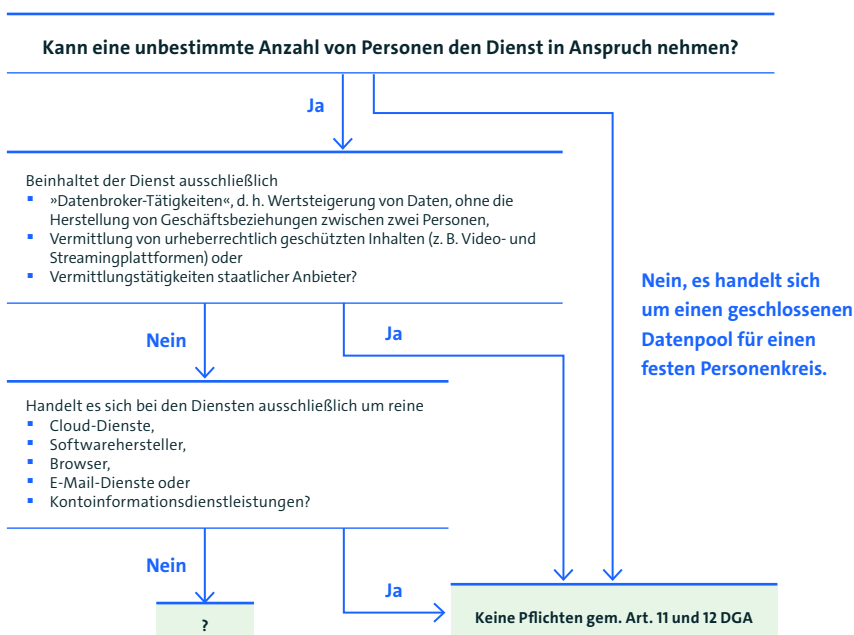 Kann eine unbestimmte Anzahl von Personen den Dienst in Anspruch nehmen?
Ja
Beinhaltet der Dienst ausschließlich
▪ »Datenbroker-Tätigkeiten«, d. h. Wertsteigerung von Daten, ohne die
Herstellung von Geschäftsbeziehungen zwischen zwei Personen,
▪ Vermittlung von urheberrechtlich geschützten Inhalten (z. B. Video- und
Streamingplattformen) oder
▪ Vermittlungstätigkeiten staatlicher Anbieter?
Nein, es handelt sich
um einen geschlossenen
Datenpool für einen
festen Personenkreis.
Nein
Ja
Handelt es sich bei den Diensten ausschließlich um reine
▪ Cloud-Dienste,
▪ Softwarehersteller,
▪ Browser,
▪ E-Mail-Dienste oder
▪ Kontoinformationsdienstleistungen?
Nein
Ja
?
Keine Pflichten gem. Art. 11 und 12 DGA